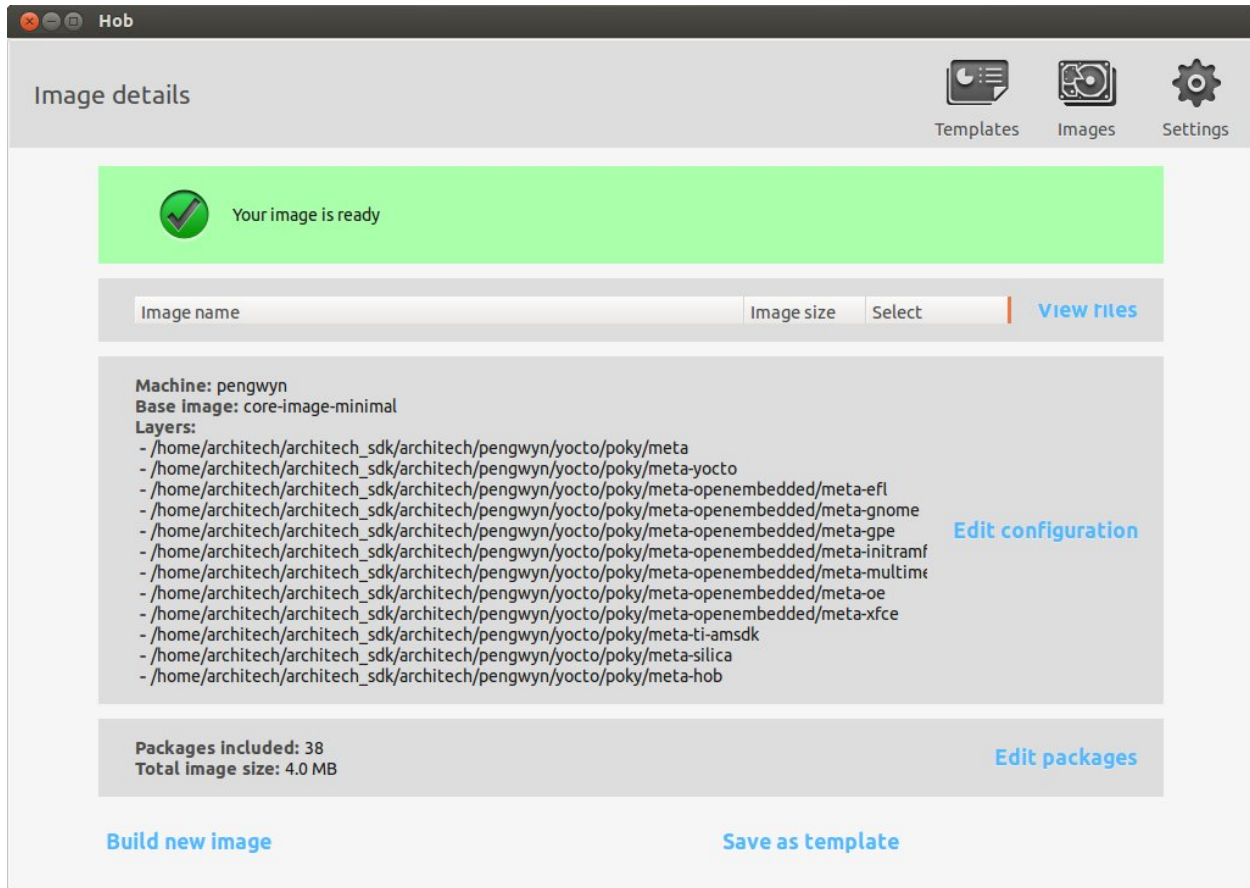 Hob
Image details
Templates
Images
Settings
Your image is ready
Image name
Image size
Select
View files
Machine: pengwyn
Base image: core-image-minimal
Layers:
- /home/architech/architech_sdk/architech/pengwyn/yocto/poky/meta
- /home/architech/architech_sdk/architech/pengwyn/yocto/poky/meta-yocto
- /home/architech/architech_sdk/architech/pengwyn/yocto/poky/meta-openembedded/meta-efl
- /home/architech/architech_sdk/architech/pengwyn/yocto/poky/meta-openembedded/meta-gnome
- /home/architech/architech_sdk/architech/pengwyn/yocto/poky/meta-openembedded/meta-gpe
- /home/architech/architech_sdk/architech/pengwyn/yocto/poky/meta-openembedded/meta-initramf
- /home/architech/architech_sdk/architech/pengwyn/yocto/poky/meta-openembedded/meta-multime
- /home/architech/architech_sdk/architech/pengwyn/yocto/poky/meta-openembedded/meta-oe
- /home/architech/architech_sdk/architech/pengwyn/yocto/poky/meta-openembedded/meta-xfce
- /home/architech/architech_sdk/architech/pengwyn/yocto/poky/meta-ti-amsdk
- /home/architech/architech_sdk/architech/pengwyn/yocto/poky/meta-silica
- /home/architech/architech_sdk/architech/pengwyn/yocto/poky/meta-hob
Edit configuration
Packages included: 38
Total image size: 4.0 MB
Edit packages
Build new image
Save as template